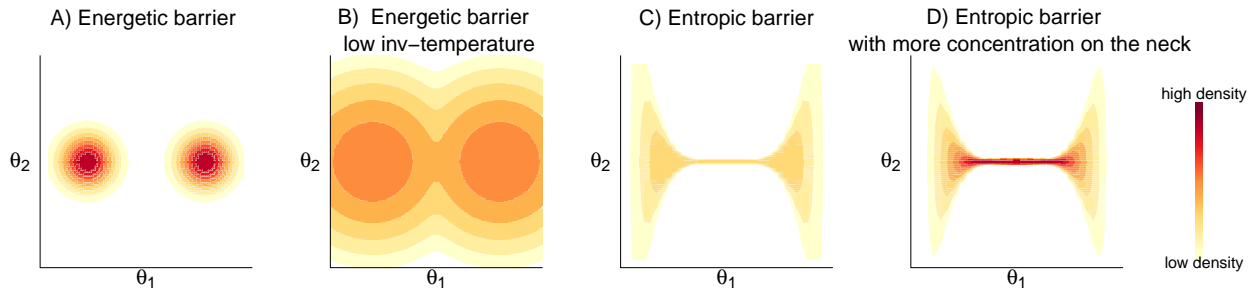 A) Energetic barrier
B) Energetic barrier
low inv−temperature
C) Entropic barrier
D) Entropic barrier
with more concentration on the neck
high density
θ2
θ2
θ2
θ2
low density
θ1
θ1
θ1
θ1